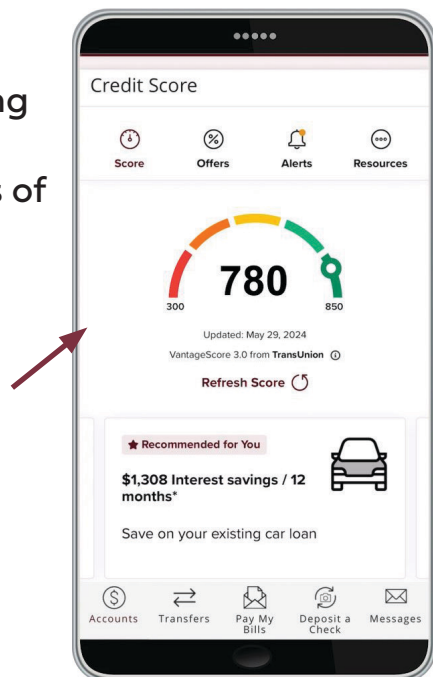 ng
s of
Credit Score
Score Offers Alerts Resources
780
300 850
Updated: May 29, 2024
VantageScore 3.0 from TransUnion
Refresh Score
Recommended for You
$1,308 Interest savings / 12
months*
Save on your existing car loan
Accounts Transfers Pay My Bills Deposit a Check Messages